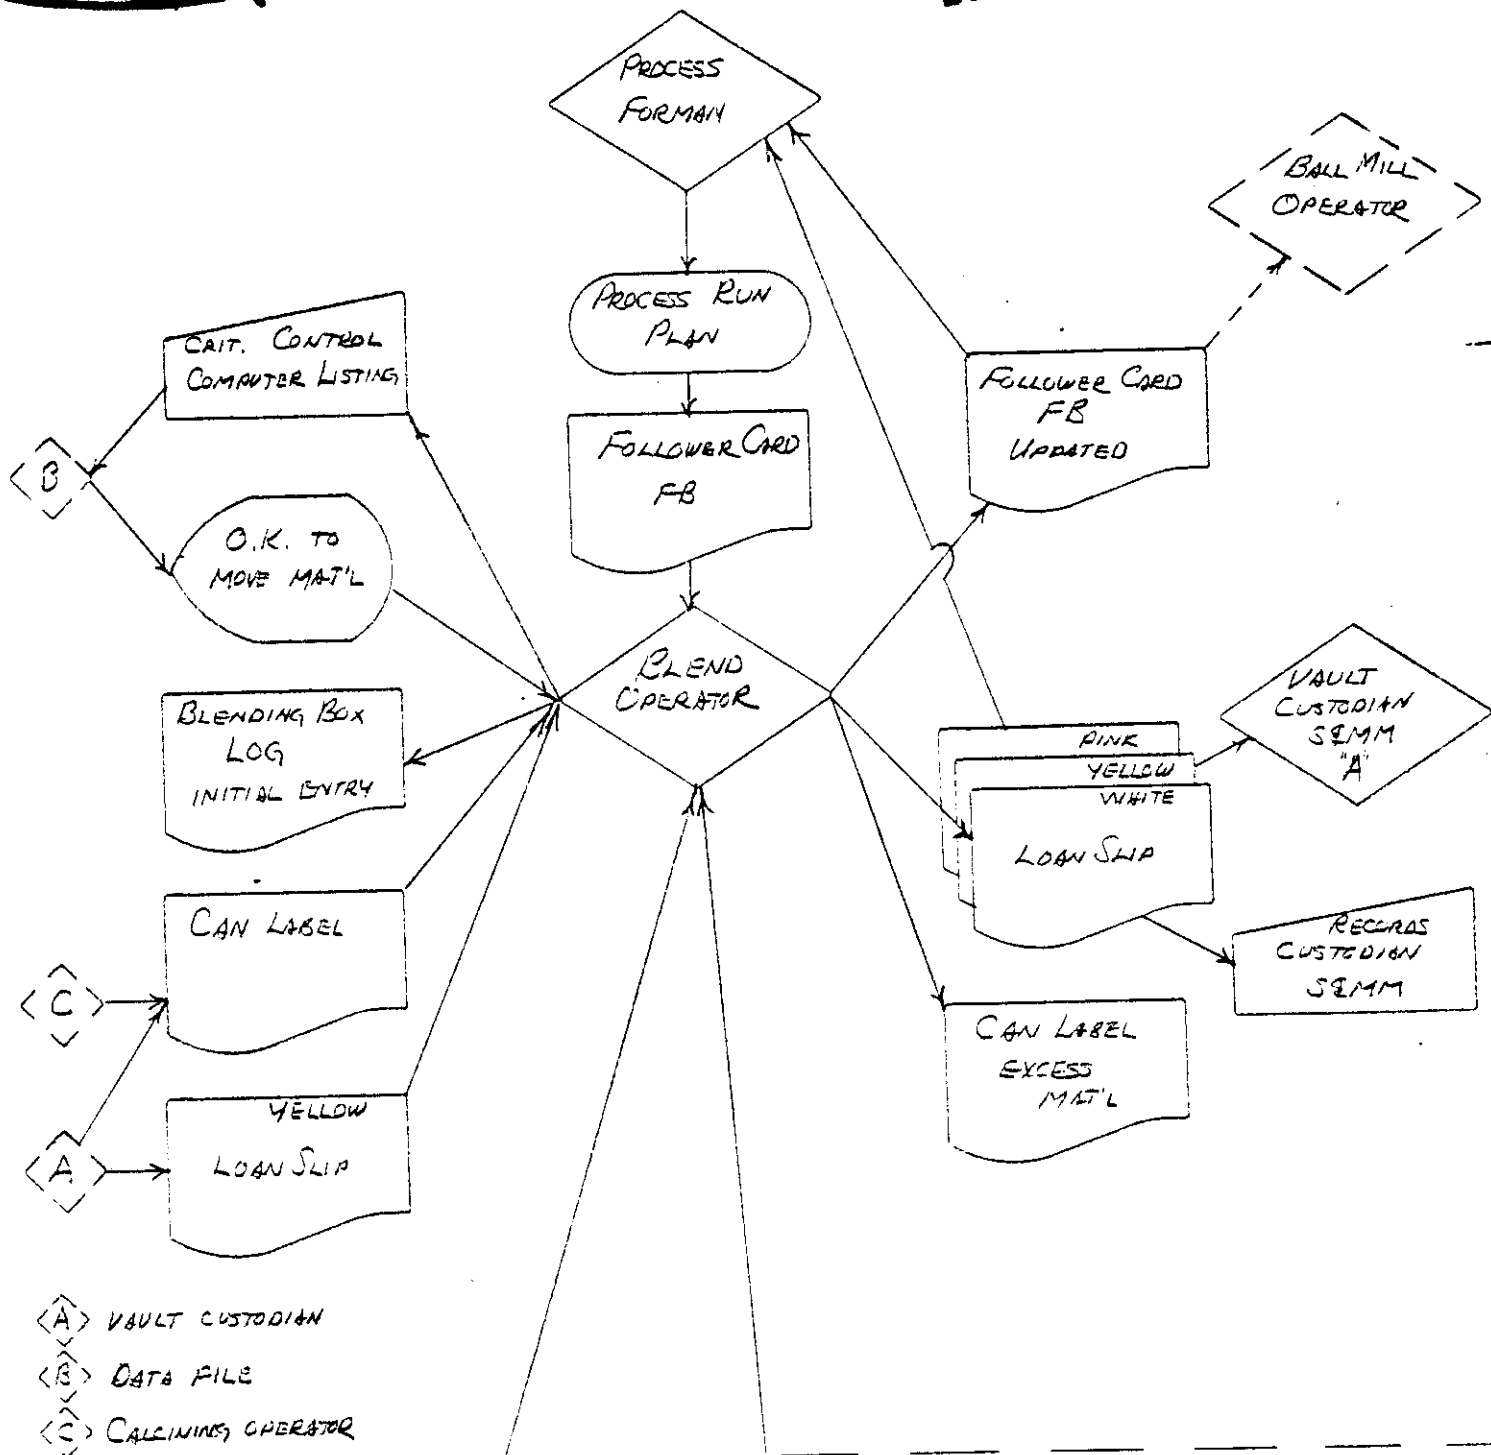 PROCESS
FORMAN
BALL MILL
OPERATOR
PROCESS RUN
PLAN
CRIT. CONTROL
COMPUTER LISTING
FOLLOWER CARD
FB
UPDATED
FOLLOWER CARD
FB
B
O.K. TO
MOVE MAT'L
BLEND
OPERATOR
VAULT
CUSTODIAN
S&MM
"A"
BLENDING BOX
LOG
INITIAL ENTRY
PINK
YELLOW
WHITE
LOAN SLIP
CAN LABEL
RECORDS
CUSTODIAN
S&MM
C
CAN LABEL
EXCESS
MAT'L
YELLOW
LOAN SLIP
A
A VAULT CUSTODIAN
B DATA FILE
C CALCINING OPERATOR